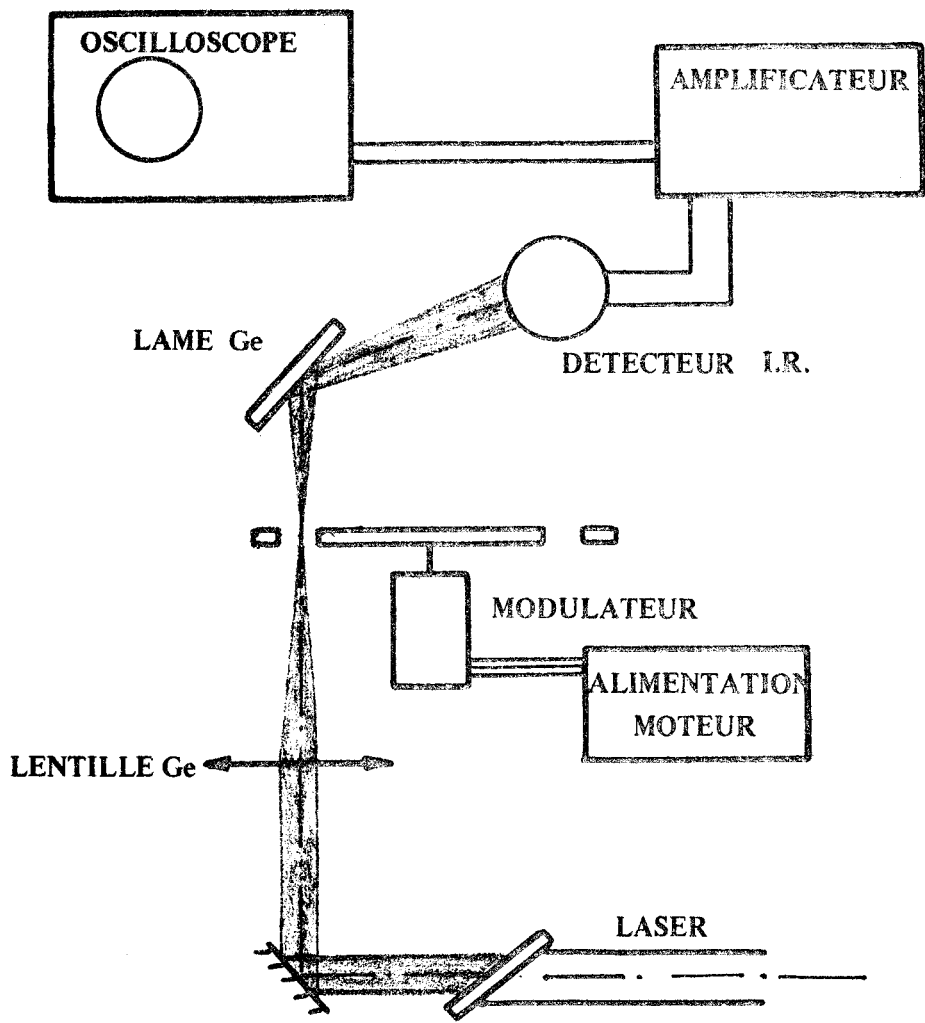 OSCILLOSCOPE
AMPLIFICATEUR
LAME Ge
DETECTEUR I.R.
MODULATEUR
ALIMENTATION
MOTEUR
LENTILLE Ge
LASER